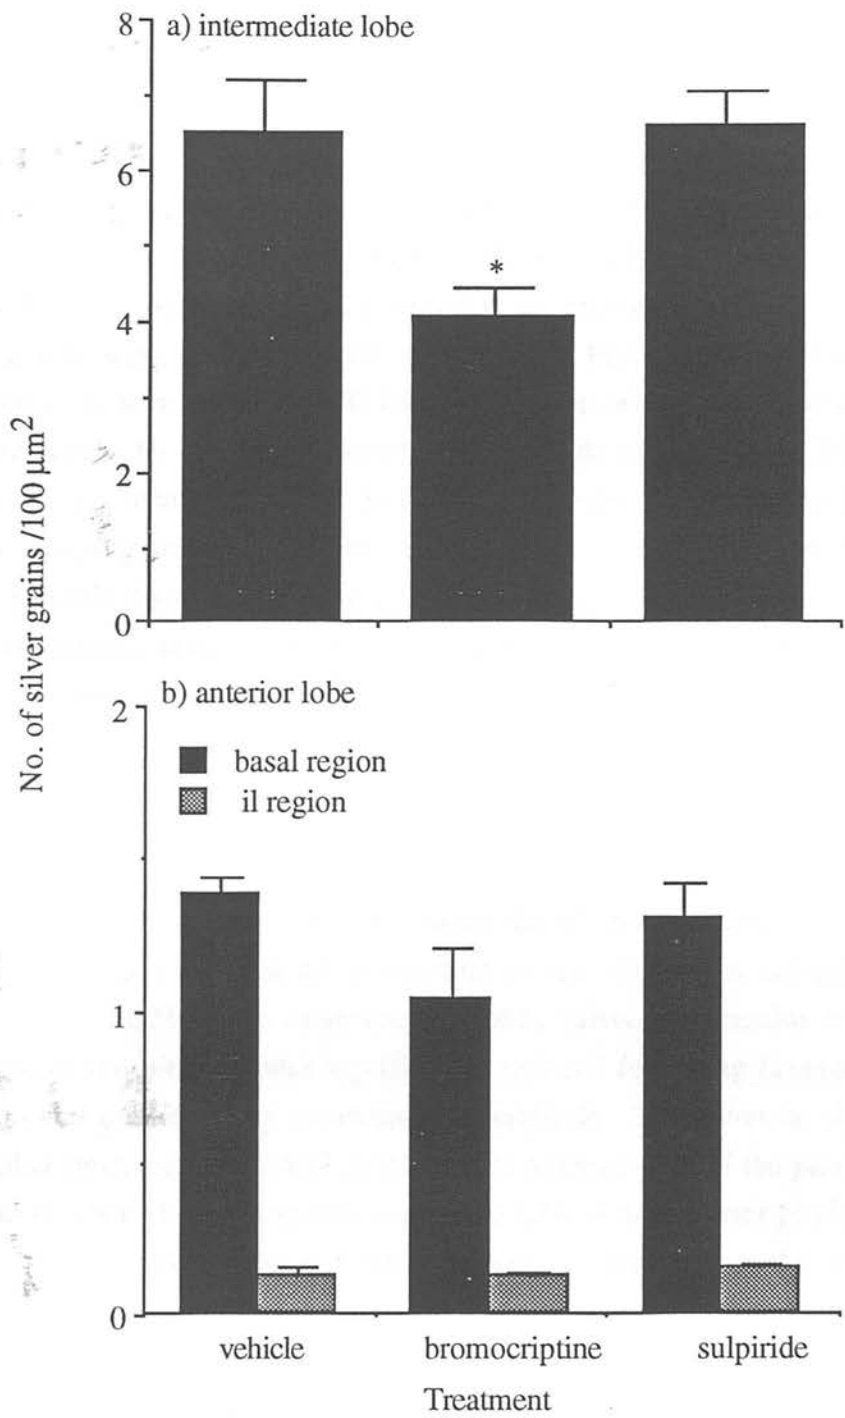 8
a) intermediate lobe
6
*
4
2
0
No. of silver grains /100 µm²
b) anterior lobe
2
basal region
il region
1
0
vehicle bromocriptine sulpiride
Treatment